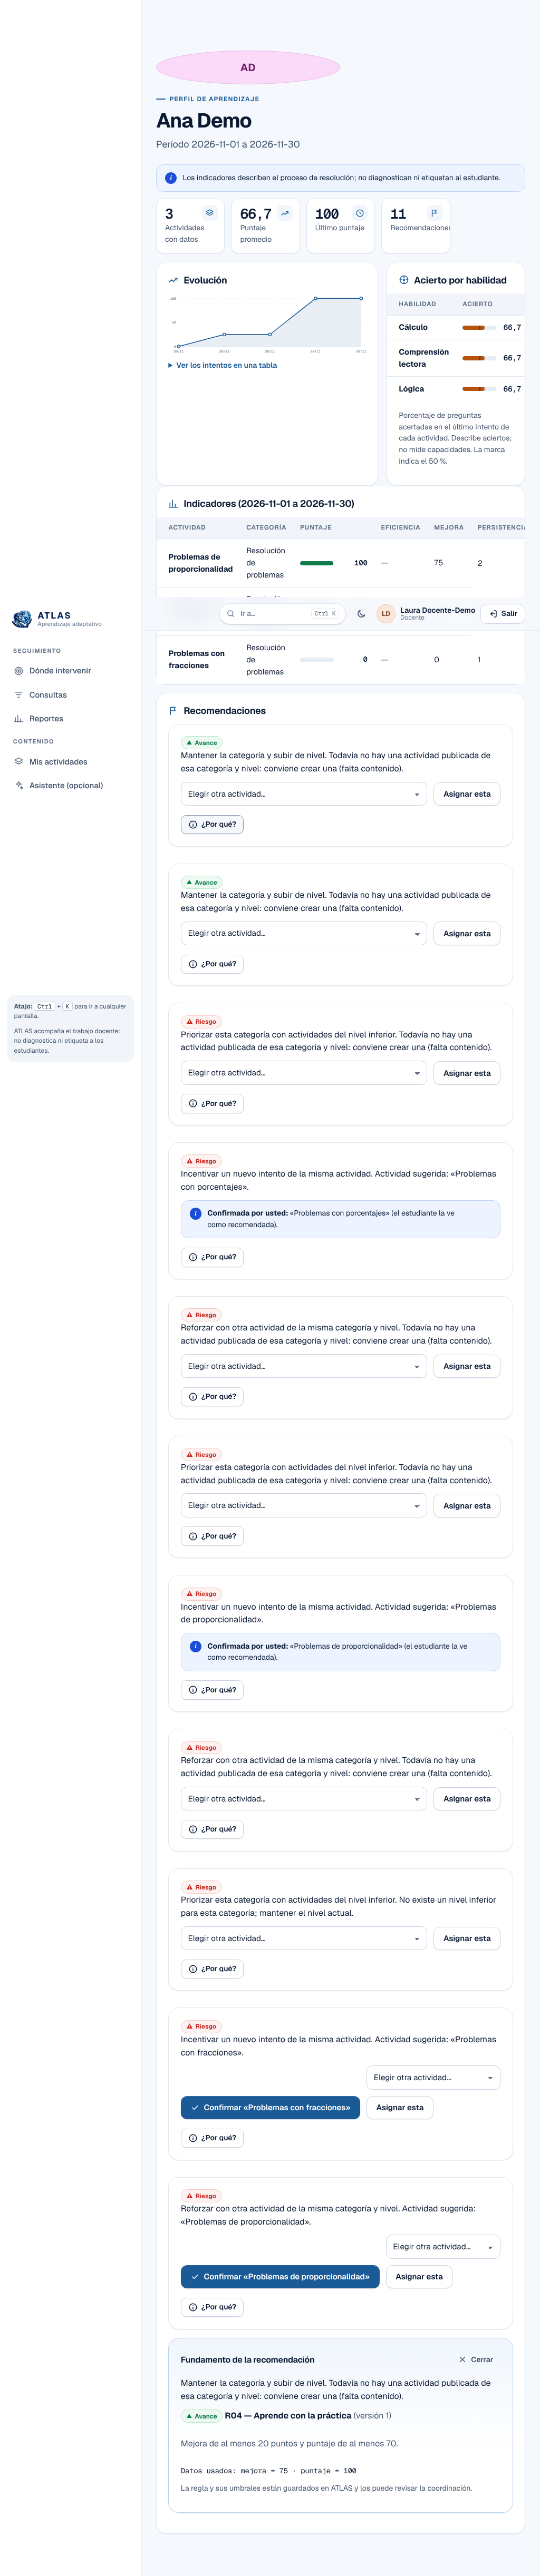 AD
PERFIL DE APRENDIZAJE
Ana Demo
Período 2026-11-01 a 2026-11-30
Los indicadores describen el proceso de resolución; no diagnostican ni etiquetan al estudiante.
3
Actividades
con datos
66,7
Puntaje
promedio
100
Último puntaje
11
Recomendaciones
Evolución
100
50
0
30/11 30/11 30/11 30/11 30/11
Ver los intentos en una tabla
Acierto por habilidad
HABILIDAD ACIERTO
Cálculo 66,7
Comprensión
lectora 66,7
Lógica 66,7
Porcentaje de preguntas
acertadas en el último intento de
cada actividad. Describe aciertos;
no mide capacidades. La marca
indica el 50 %.
Indicadores (2026-11-01 a 2026-11-30)
ACTIVIDAD CATEGORÍA PUNTAJE EFICIENCIA MEJORA PERSISTENCIA
Problemas de
proporcionalidad
Resolución
de
problemas
100 — 75 2
ATLAS
Aprendizaje adaptativo
Ir a...
Ctrl K
LD
Laura Docente-Demo
Docente
Salir
Problemas con
fracciones
Resolución
de
problemas
0 — 0 1
SEGUIMIENTO
Dónde intervenir
Consultas
Reportes
CONTENIDO
Mis actividades
Asistente (opcional)
Atajo: Ctrl + K para ir a cualquier
pantalla.
ATLAS acompaña el trabajo docente:
no diagnostica ni etiqueta a los
estudiantes.
Recomendaciones
Avance
Mantener la categoría y subir de nivel. Todavía no hay una actividad publicada de
esa categoría y nivel: conviene crear una (falta contenido).
Elegir otra actividad... Asignar esta
¿Por qué?
Avance
Mantener la categoría y subir de nivel. Todavía no hay una actividad publicada de
esa categoría y nivel: conviene crear una (falta contenido).
Elegir otra actividad... Asignar esta
¿Por qué?
Riesgo
Priorizar esta categoría con actividades del nivel inferior. Todavía no hay una
actividad publicada de esa categoría y nivel: conviene crear una (falta contenido).
Elegir otra actividad... Asignar esta
¿Por qué?
Riesgo
Incentivar un nuevo intento de la misma actividad. Actividad sugerida: «Problemas
con porcentajes».
Confirmada por usted: «Problemas con porcentajes» (el estudiante la ve
como recomendada).
¿Por qué?
Riesgo
Reforzar con otra actividad de la misma categoría y nivel. Todavía no hay una
actividad publicada de esa categoría y nivel: conviene crear una (falta contenido).
Elegir otra actividad... Asignar esta
¿Por qué?
Riesgo
Priorizar esta categoría con actividades del nivel inferior. Todavía no hay una
actividad publicada de esa categoría y nivel: conviene crear una (falta contenido).
Elegir otra actividad... Asignar esta
¿Por qué?
Riesgo
Incentivar un nuevo intento de la misma actividad. Actividad sugerida: «Problemas
de proporcionalidad».
Confirmada por usted: «Problemas de proporcionalidad» (el estudiante la ve
como recomendada).
¿Por qué?
Riesgo
Reforzar con otra actividad de la misma categoría y nivel. Todavía no hay una
actividad publicada de esa categoría y nivel: conviene crear una (falta contenido).
Elegir otra actividad... Asignar esta
¿Por qué?
Riesgo
Priorizar esta categoría con actividades del nivel inferior. No existe un nivel inferior
para esta categoría; mantener el nivel actual.
Elegir otra actividad... Asignar esta
¿Por qué?
Riesgo
Incentivar un nuevo intento de la misma actividad. Actividad sugerida: «Problemas
con fracciones».
Elegir otra actividad...
Confirmar «Problemas con fracciones» Asignar esta
¿Por qué?
Riesgo
Reforzar con otra actividad de la misma categoría y nivel. Actividad sugerida:
«Problemas de proporcionalidad».
Elegir otra actividad...
Confirmar «Problemas de proporcionalidad» Asignar esta
¿Por qué?
Fundamento de la recomendación Cerrar
Mantener la categoría y subir de nivel. Todavía no hay una actividad publicada de
esa categoría y nivel: conviene crear una (falta contenido).
Avance R04 — Aprende con la práctica (versión 1)
Mejora de al menos 20 puntos y puntaje de al menos 70.
Datos usados: mejora = 75 · puntaje = 100
La regla y sus umbrales están guardados en ATLAS y los puede revisar la coordinación.